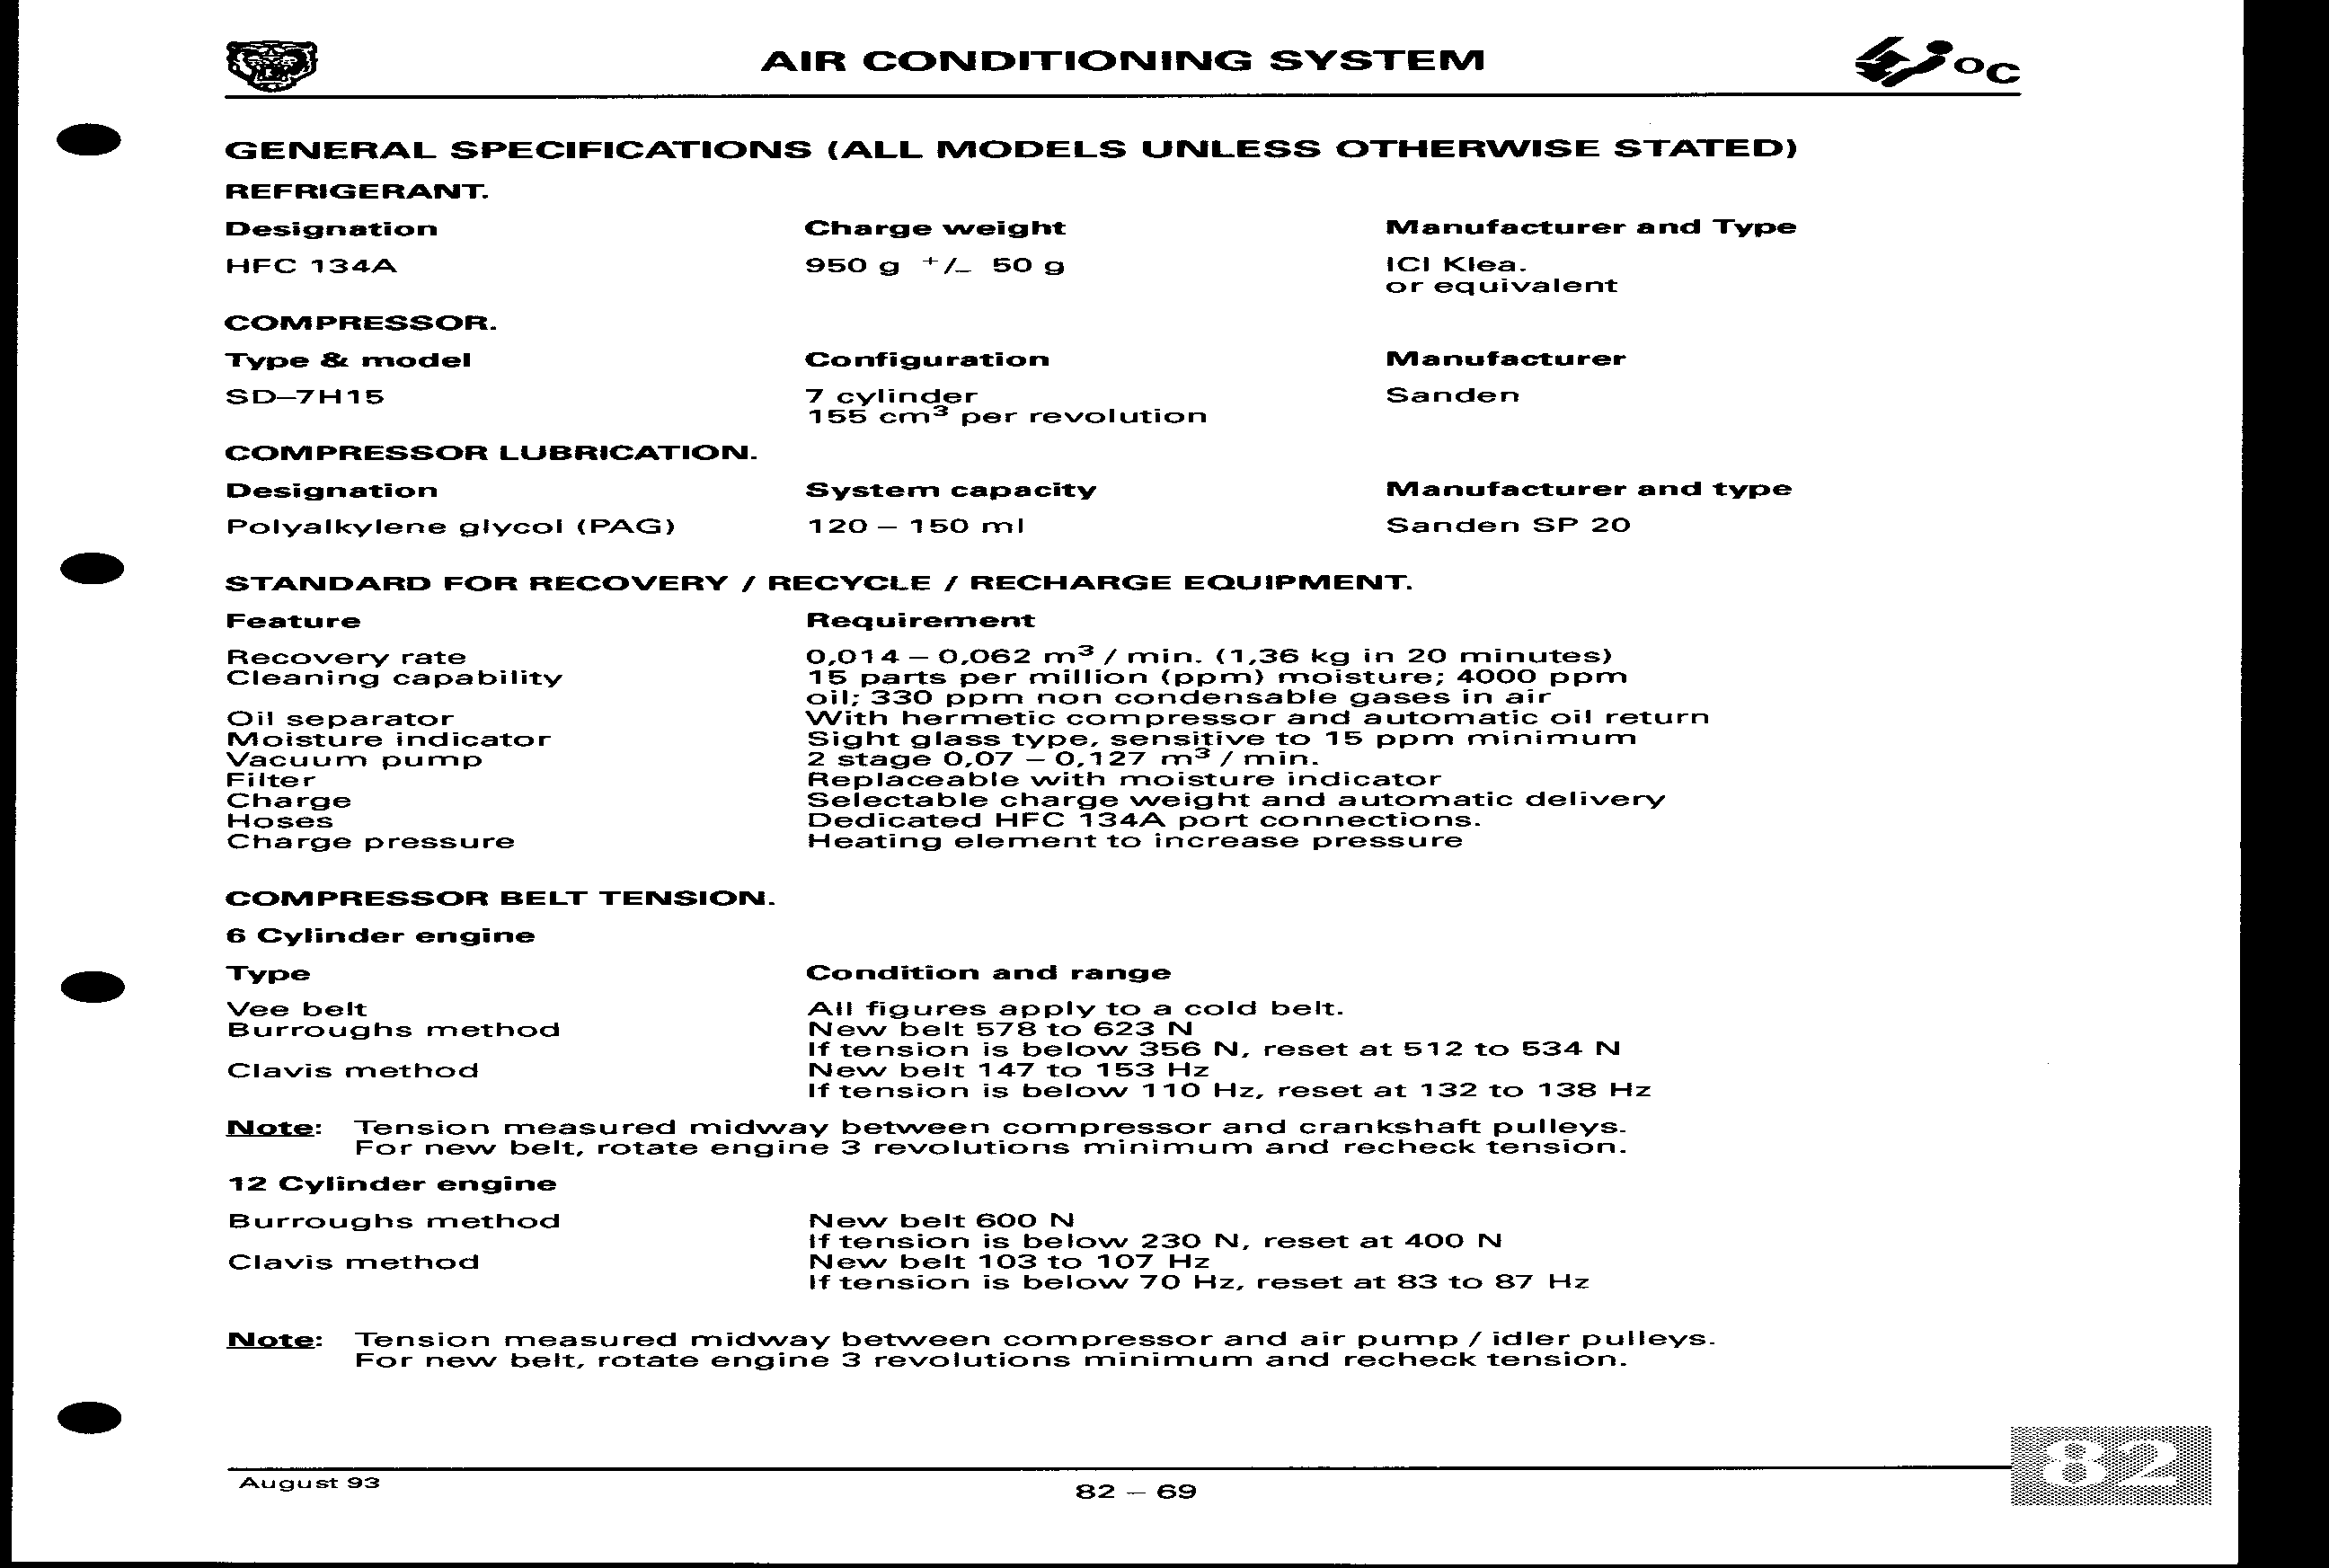 AIR CONDITIONING SYSTEM
°C
GENERAL SPECIFICATIONS (ALL MODELS UNLESS OTHERWISE STATED)
REFRIGERANT.
Designation Charge weight Manufacturer and Type
HFC 134A 950 g +/– 50 g ICI Klea.
or equivalent
COMPRESSOR.
Type & model Configuration Manufacturer
SD–7H15 7 cylinder Sanden
155 cm³ per revolution
COMPRESSOR LUBRICATION.
Designation System capacity Manufacturer and type
Polyalkylene glycol (PAG) 120 – 150 ml Sanden SP 20
STANDARD FOR RECOVERY / RECYCLE / RECHARGE EQUIPMENT.
Feature Requirement
Recovery rate 0,014 – 0,062 m³ / min. (1,36 kg in 20 minutes)
Cleaning capability 15 parts per million (ppm) moisture; 4000 ppm
oil; 330 ppm non condensable gases in air
Oil separator With hermetic compressor and automatic oil return
Moisture indicator Sight glass type, sensitive to 15 ppm minimum
Vacuum pump 2 stage 0,07 – 0,127 m³ / min.
Filter Replaceable with moisture indicator
Charge Selectable charge weight and automatic delivery
Hoses Dedicated HFC 134A port connections.
Charge pressure Heating element to increase pressure
COMPRESSOR BELT TENSION.
6 Cylinder engine
Type Condition and range
Vee belt All figures apply to a cold belt.
Burroughs method New belt 578 to 623 N
If tension is below 356 N, reset at 512 to 534 N
Clavis method New belt 147 to 153 Hz
If tension is below 110 Hz, reset at 132 to 138 Hz
Note: Tension measured midway between compressor and crankshaft pulleys.
For new belt, rotate engine 3 revolutions minimum and recheck tension.
12 Cylinder engine
Burroughs method New belt 600 N
If tension is below 230 N, reset at 400 N
Clavis method New belt 103 to 107 Hz
If tension is below 70 Hz, reset at 83 to 87 Hz
Note: Tension measured midway between compressor and air pump / idler pulleys.
For new belt, rotate engine 3 revolutions minimum and recheck tension.
82
August 93
82 – 69